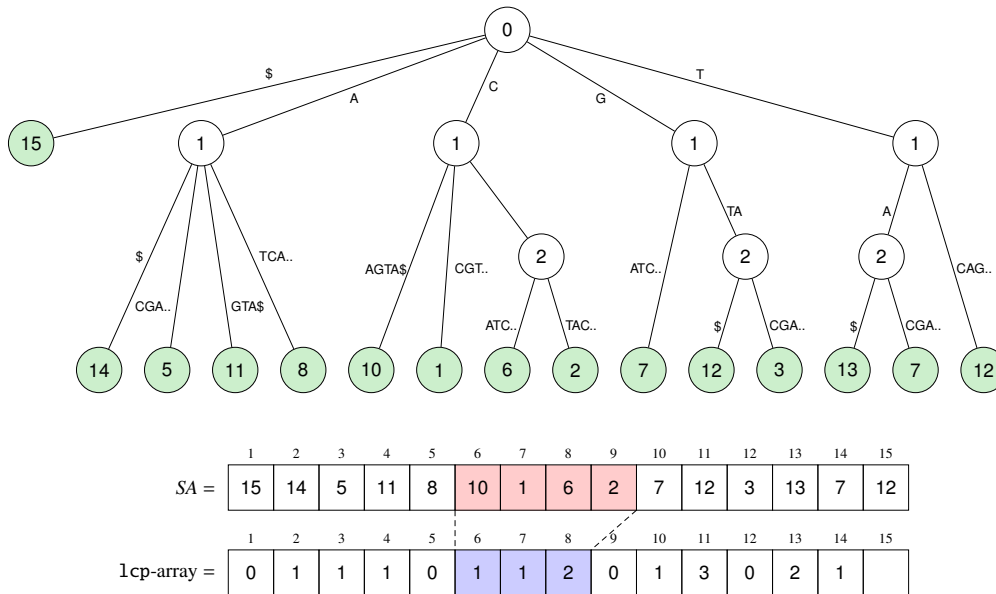 0
$
A
C
G
T
15
1
1
1
1
TA
A
2
2
2
$
TCA..
AGTA$
CGT..
ATC..
CAG..
CGA..
GTA$
ATC..
TAC..
$
CGA..
$
CGA..
14
5
11
8
10
1
6
2
7
12
3
13
7
12
1 2 3 4 5 6 7 8 9 10 11 12 13 14 15
SA = 15 14 5 11 8 10 1 6 2 7 12 3 13 7 12
1 2 3 4 5 6 7 8 9 10 11 12 13 14 15
lcp-array = 0 1 1 1 0 1 1 2 0 1 3 0 2 1